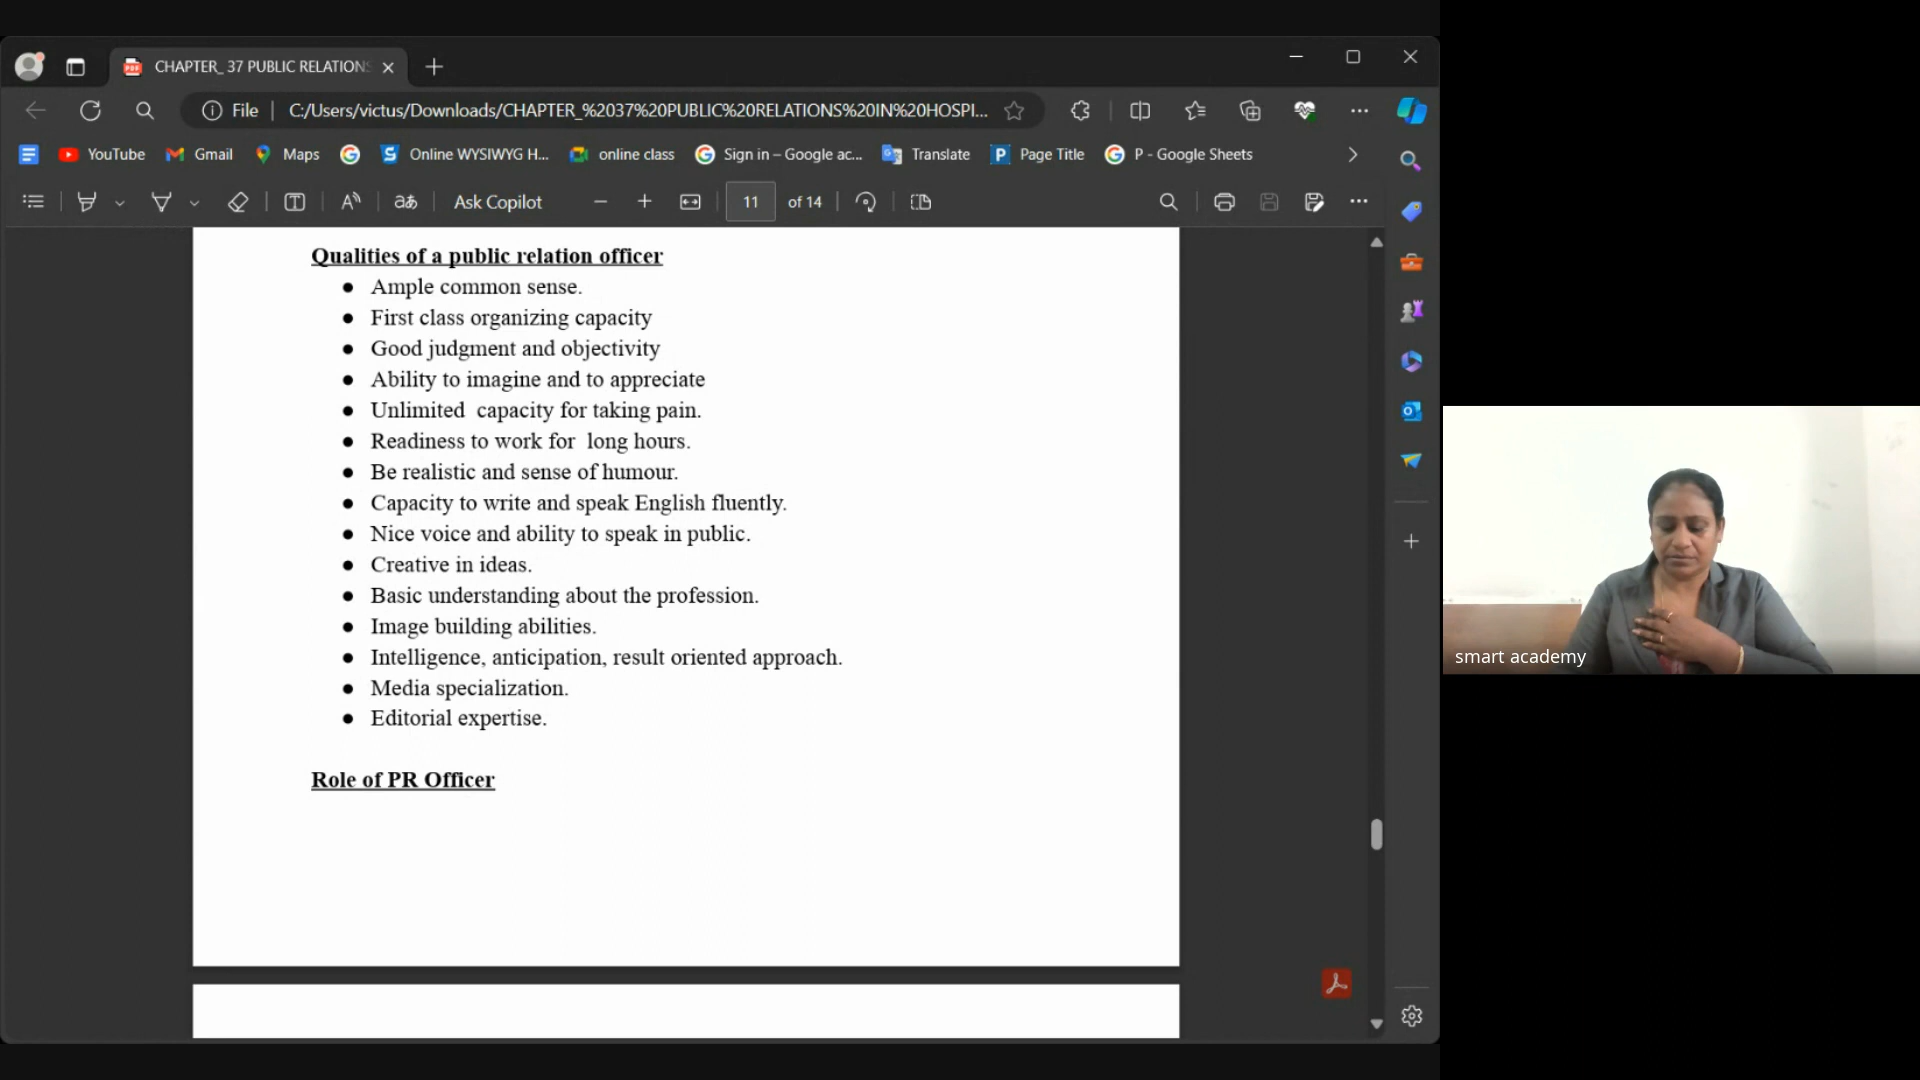 CHAPTER_ 37 PUBLIC RELATIONS
File
C:/Users/victus/Downloads/CHAPTER_%2037%20PUBLIC%20RELATIONS%20IN%20HOSPI...
YouTube
Gmail
Maps
Online WYSIWYG H...
online class
Sign in – Google ac...
Translate
Page Title
P - Google Sheets
Ask Copilot
11 of 14
Qualities of a public relation officer
● Ample common sense.
● First class organizing capacity
● Good judgment and objectivity
● Ability to imagine and to appreciate
● Unlimited  capacity for taking pain.
● Readiness to work for  long hours.
● Be realistic and sense of humour.
● Capacity to write and speak English fluently.
● Nice voice and ability to speak in public.
● Creative in ideas.
● Basic understanding about the profession.
● Image building abilities.
● Intelligence, anticipation, result oriented approach.
● Media specialization.
● Editorial expertise.
Role of PR Officer
smart academy